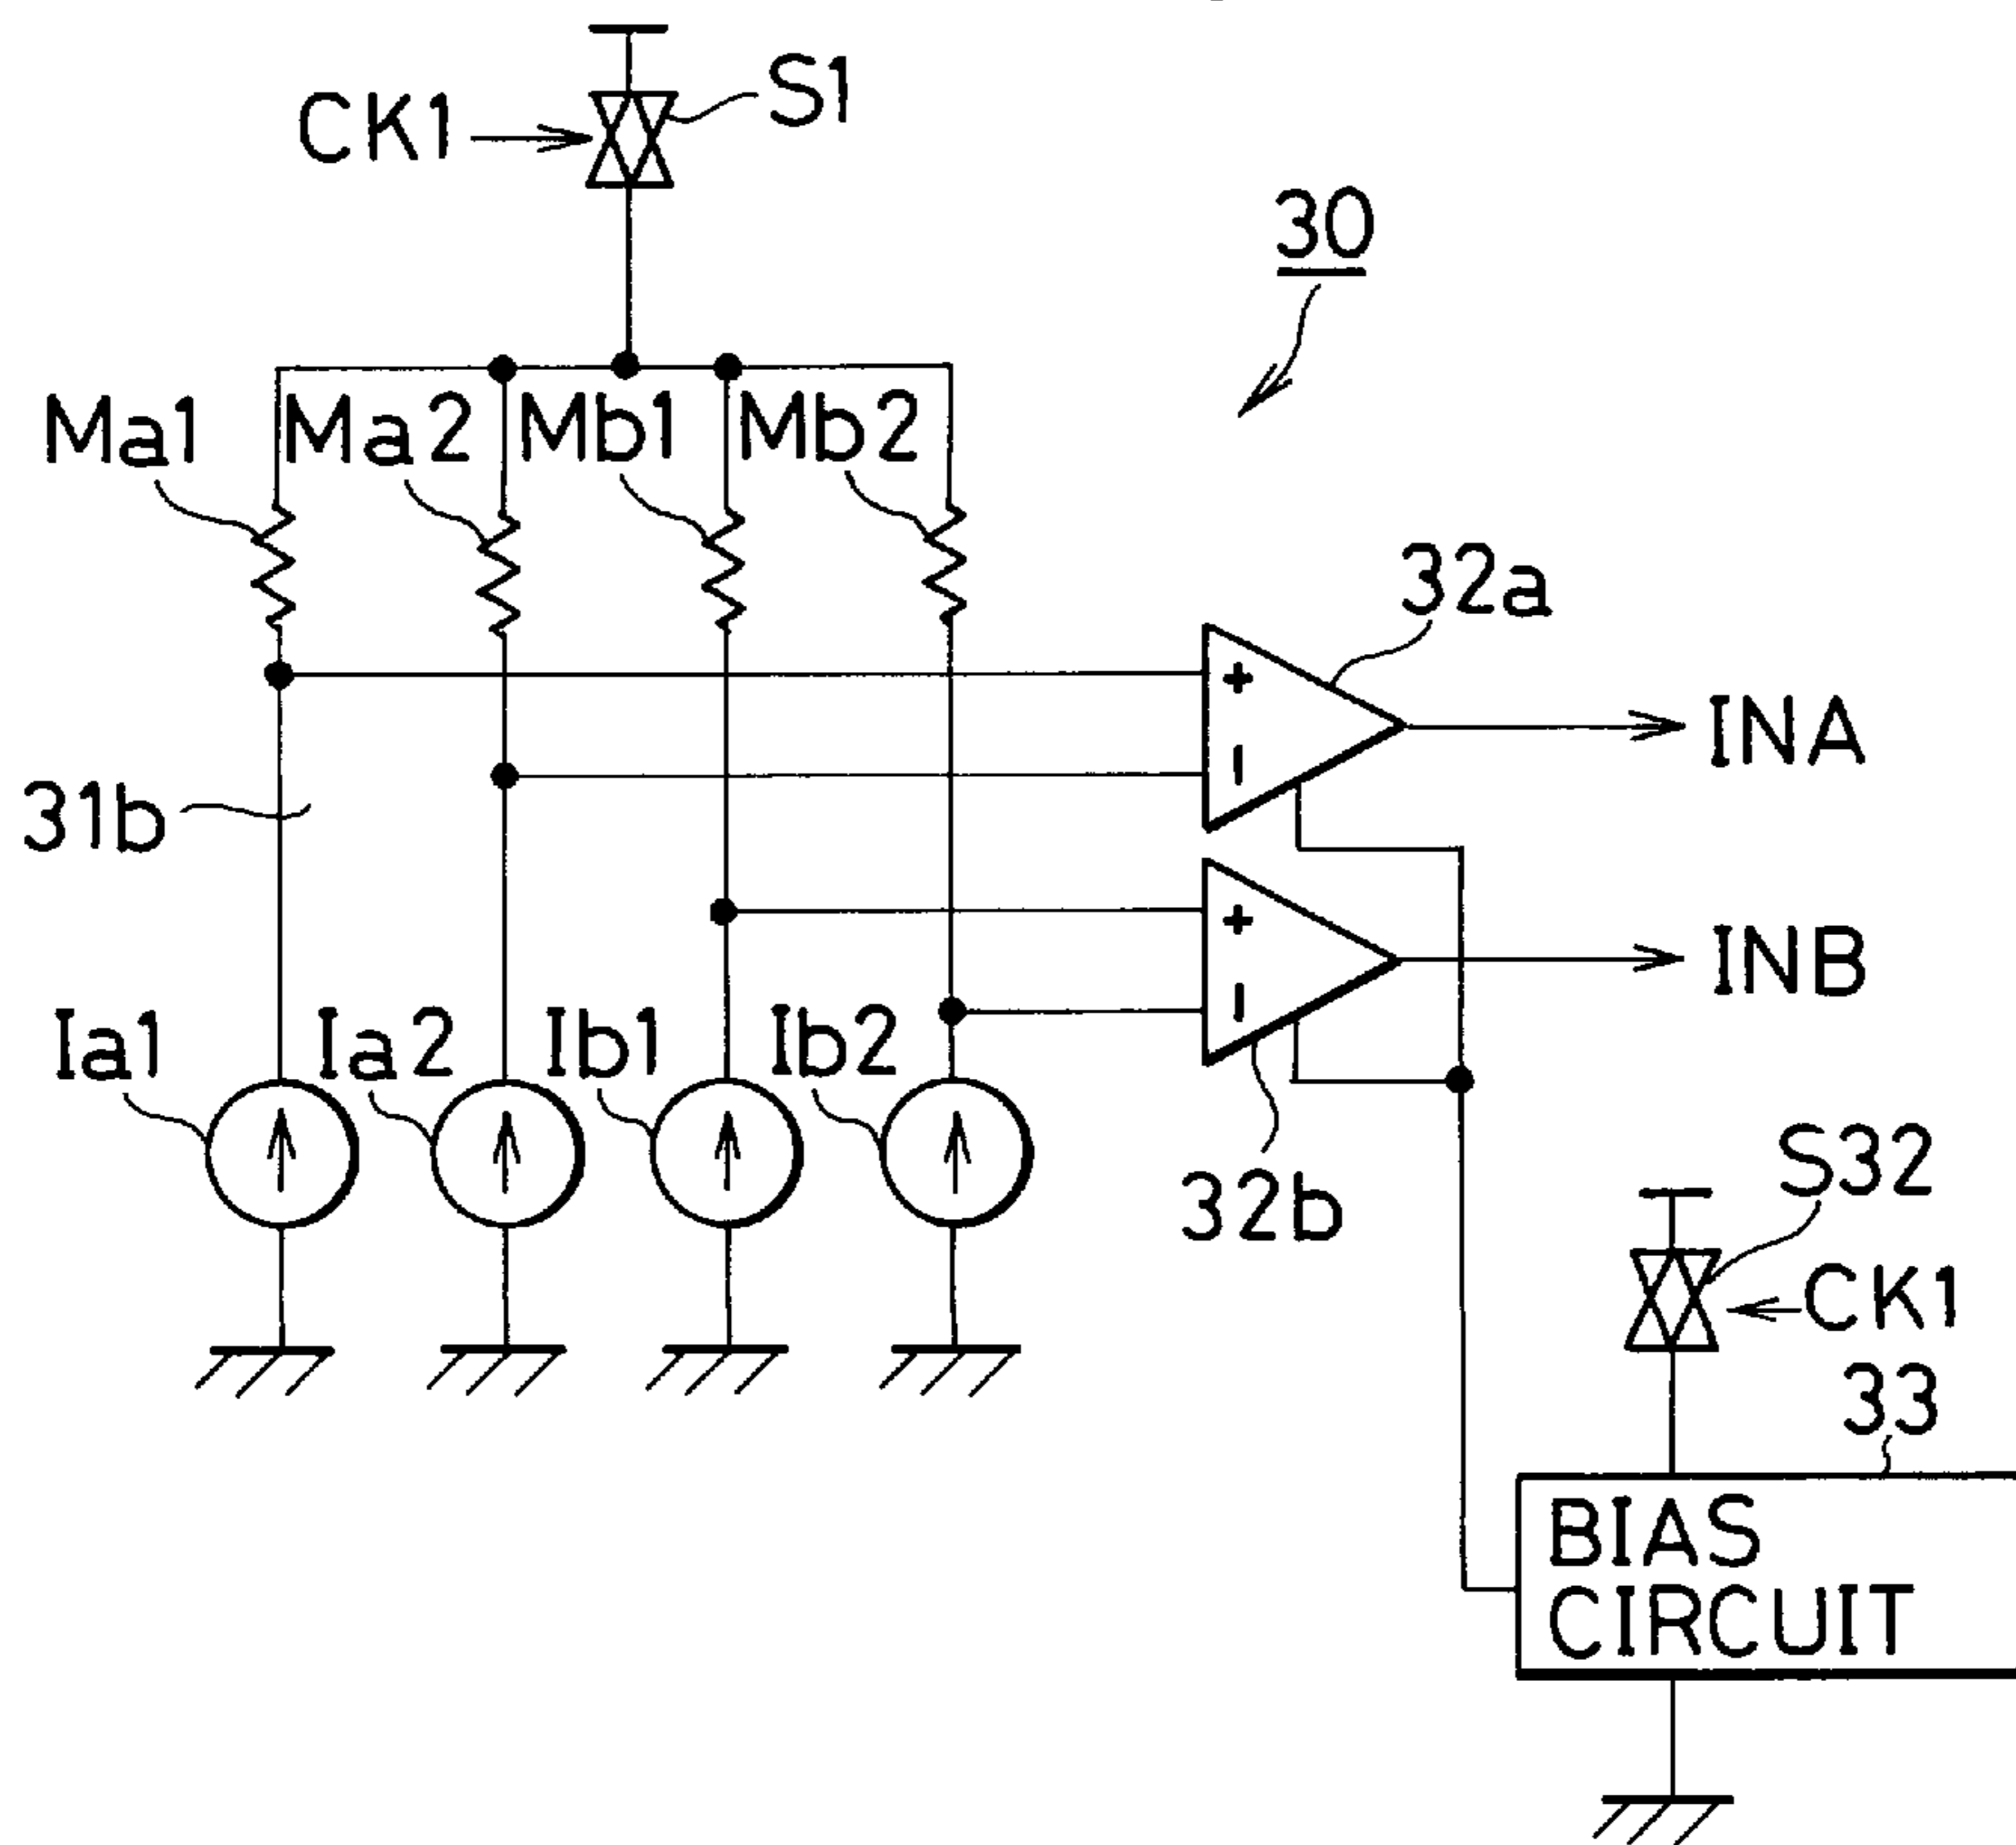 CK1
S1
30
Ma1
Ma2
Mb1
Mb2
32a
+
-
INA
31b
+
-
INB
Ia1
Ia2
Ib1
Ib2
32b
S32
CK1
33
BIAS
CIRCUIT